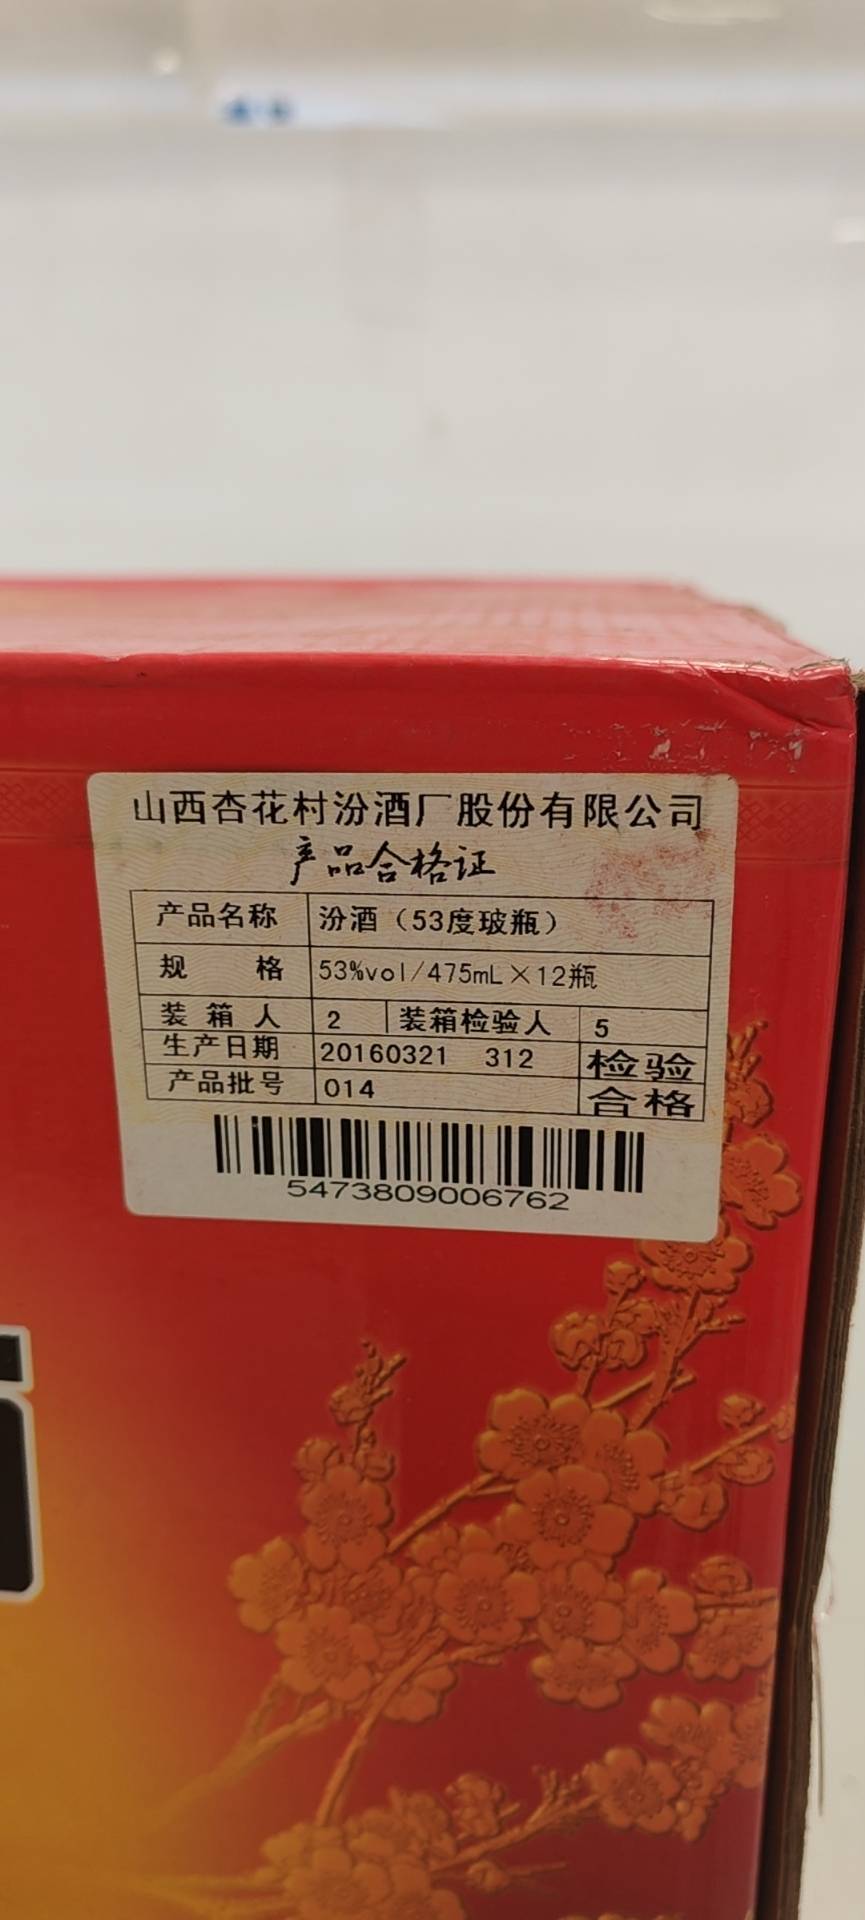 山西杏花村汾酒厂股份有限公司
产品合格证
产品名称 汾酒（53度玻瓶）
规 格 53%vol/475mL×12瓶
装箱人 2 装箱检验人 5
生产日期 20160321 312 检验
产品批号 014 合格
5473809006762